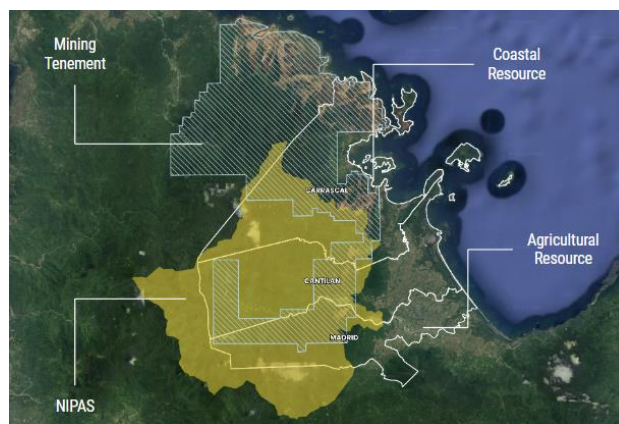 Mining
Tenement
Coastal
Resource
CARRASCAL
Agricultural
Resource
CANTILAN
MADRID
NIPAS